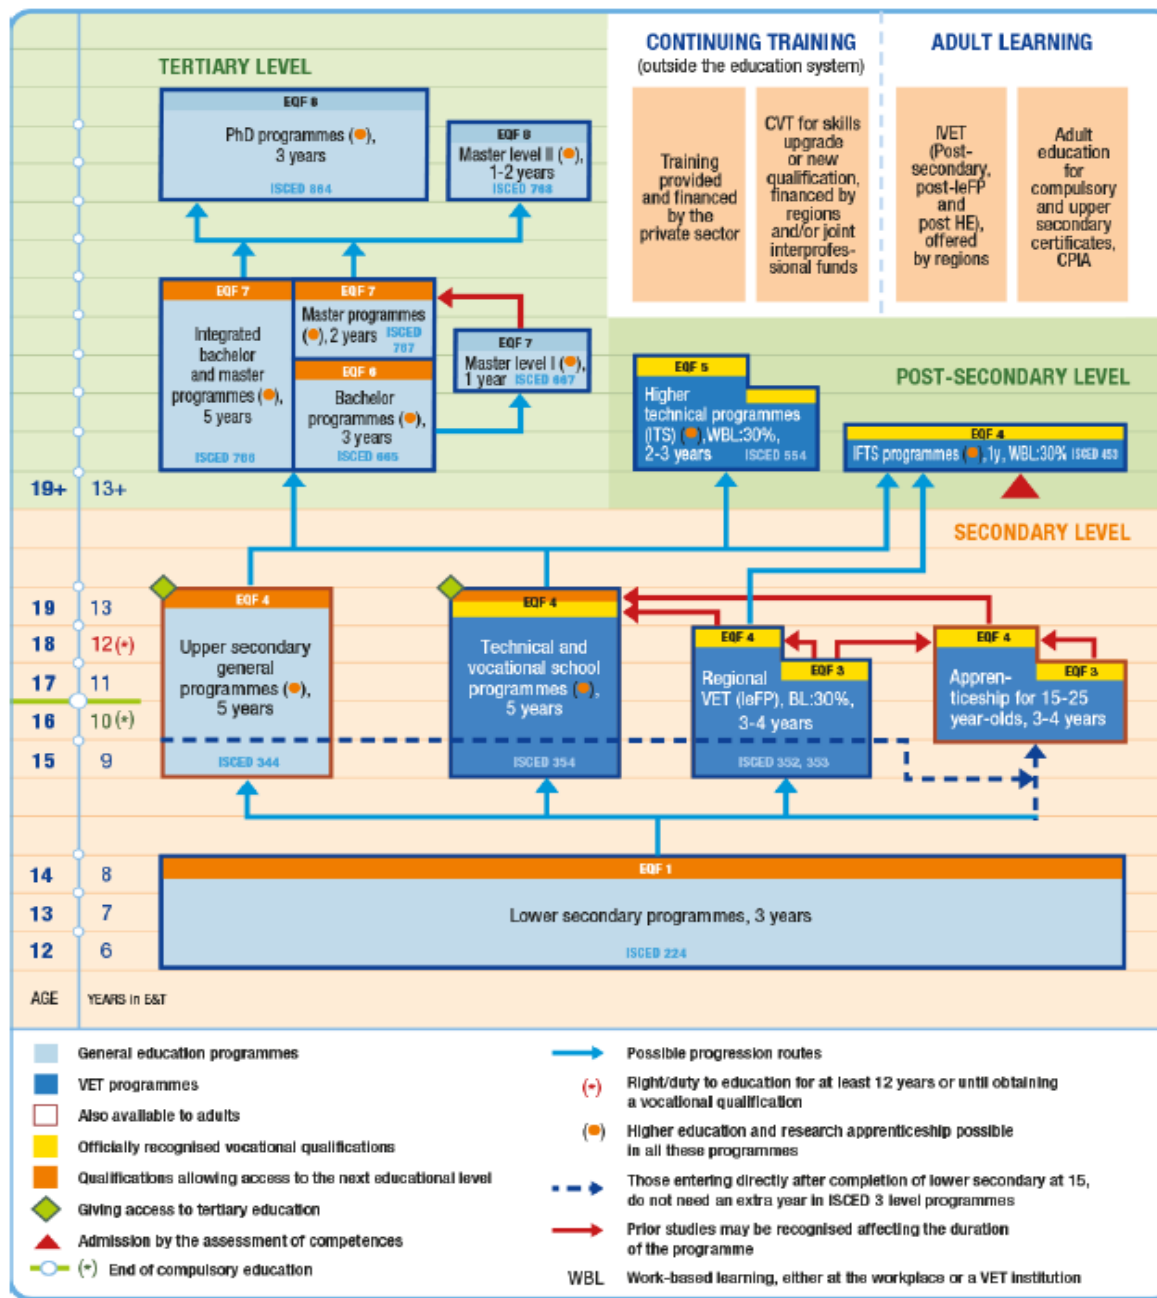 CONTINUING TRAINING
(outside the education system)
ADULT LEARNING
TERTIARY LEVEL
EQF 8
PhD programmes ( ),
3 years
ISCED 864
EQF 8
Master level II ( ),
1-2 years
ISCED 768
Training
provided
and financed
by the
private sector
CVT for skills
upgrade
or new
qualification,
financed by
regions
and/or joint
interprofes-
sional funds
IVET
(Post-
secondary,
post-IeFP
and
post HE),
offered
by regions
Adult
education
for
compulsory
and upper
secondary
certificates,
CPIA
EQF 7
Integrated
bachelor
and master
programmes ( ),
5 years
ISCED 766
EQF 7
Master programmes
( ), 2 years ISCED
767
EQF 6
Bachelor
programmes ( ),
3 years
ISCED 665
EQF 7
Master level I ( ),
1 year ISCED 667
POST-SECONDARY LEVEL
EQF 5
Higher
technical programmes
(ITS) ( ),WBL:30%,
2-3 years
ISCED 554
EQF 4
IFTS programmes ( ),1y, WBL:30% ISCED 453
19+ 13+
SECONDARY LEVEL
19 13
18 12(*)
17 11
16 10(*)
15 9
EQF 4
Upper secondary
general
programmes ( ),
5 years
ISCED 344
EQF 4
Technical and
vocational school
programmes ( ),
5 years
ISCED 354
EQF 4
EQF 3
Regional
VET (IeFP), BL:30%,
3-4 years
ISCED 352, 353
EQF 4
EQF 3
Appren-
ticeship for 15-25
year-olds, 3-4 years
14 8
13 7
12 6
EQF 1
Lower secondary programmes, 3 years
ISCED 224
AGE YEARS in E&T
General education programmes
VET programmes
Also available to adults
Officially recognised vocational qualifications
Qualifications allowing access to the next educational level
Giving access to tertiary education
Admission by the assessment of competences
(*) End of compulsory education
Possible progression routes
(*) Right/duty to education for at least 12 years or until obtaining
a vocational qualification
( ) Higher education and research apprenticeship possible
in all these programmes
Those entering directly after completion of lower secondary at 15,
do not need an extra year in ISCED 3 level programmes
Prior studies may be recognised affecting the duration
of the programme
WBL Work-based learning, either at the workplace or a VET institution